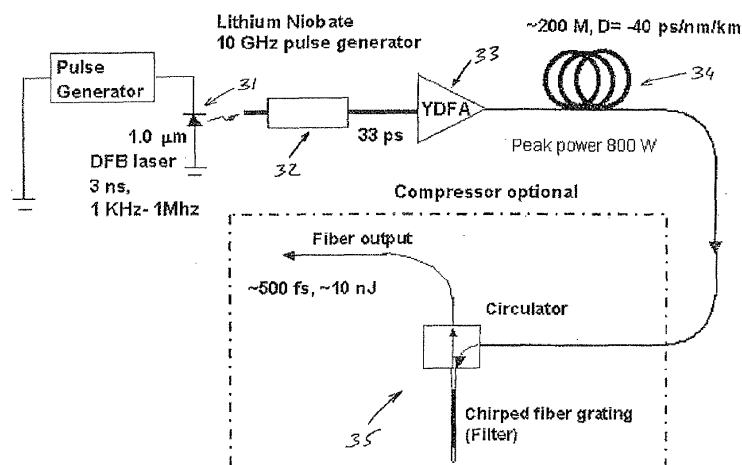 Lithium Niobate
10 GHz pulse generator
~200 M, D= -40 ps/nm/km
Pulse
Generator
31
33
34
YDFA
1.0 μm
DFB laser
3 ns,
1 KHz- 1Mhz
32
33 ps
Peak power 800 W
Compressor optional
Fiber output
~500 fs, ~10 nJ
Circulator
35
Chirped fiber grating
(Filter)